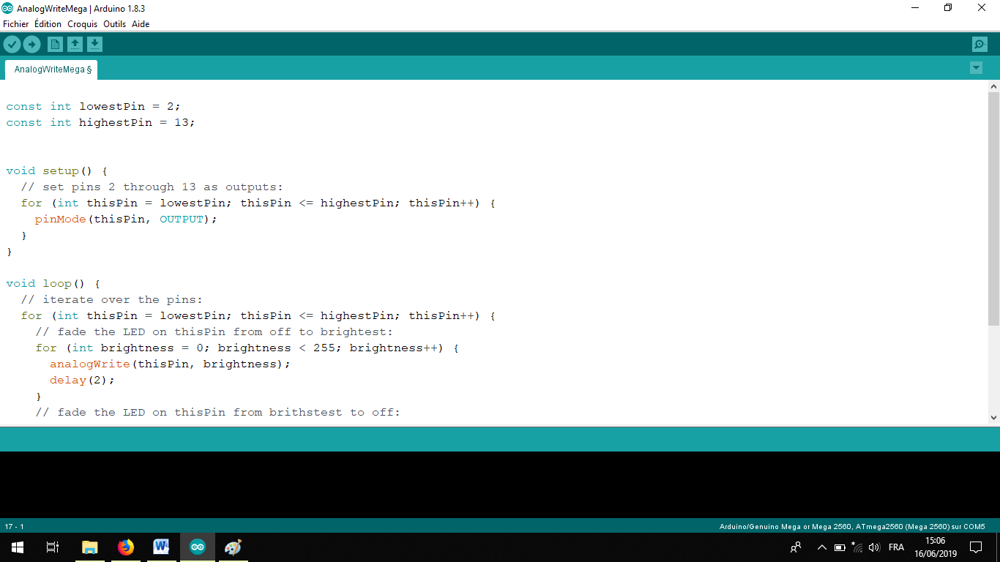 AnalogWriteMega | Arduino 1.8.3
Fichier Édition Croquis Outils Aide
AnalogWriteMega §
const int lowestPin = 2;
const int highestPin = 13;
void setup() {
// set pins 2 through 13 as outputs:
for (int thisPin = lowestPin; thisPin <= highestPin; thisPin++) {
pinMode(thisPin, OUTPUT);
}
}
void loop() {
// iterate over the pins:
for (int thisPin = lowestPin; thisPin <= highestPin; thisPin++) {
// fade the LED on thisPin from off to brightest:
for (int brightness = 0; brightness < 255; brightness++) {
analogWrite(thisPin, brightness);
delay(2);
}
// fade the LED on thisPin from brithstest to off:
17 - 1
Arduino/Genuino Mega or Mega 2560, ATmega2560 (Mega 2560) sur COM5
FRA
15:06
16/06/2019